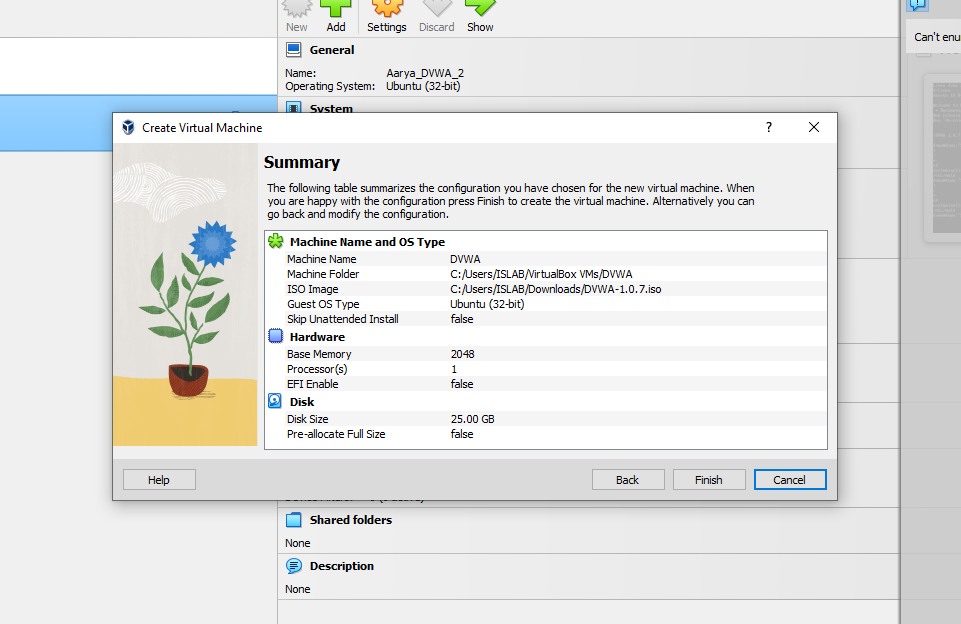 New
Add
Settings
Discard
Show
Can't enu
General
Name: Aarya_DVWA_2
Operating System: Ubuntu (32-bit)
System
Create Virtual Machine
?
Summary
The following table summarizes the configuration you have chosen for the new virtual machine. When
you are happy with the configuration press Finish to create the virtual machine. Alternatively you can
go back and modify the configuration.
Machine Name and OS Type
Machine Name DVWA
Machine Folder C:/Users/ISLAB/VirtualBox VMs/DVWA
ISO Image C:/Users/ISLAB/Downloads/DVWA-1.0.7.iso
Guest OS Type Ubuntu (32-bit)
Skip Unattended Install false
Hardware
Base Memory 2048
Processor(s) 1
EFI Enable false
Disk
Disk Size 25.00 GB
Pre-allocate Full Size false
Help
Back
Finish
Cancel
Shared folders
None
Description
None